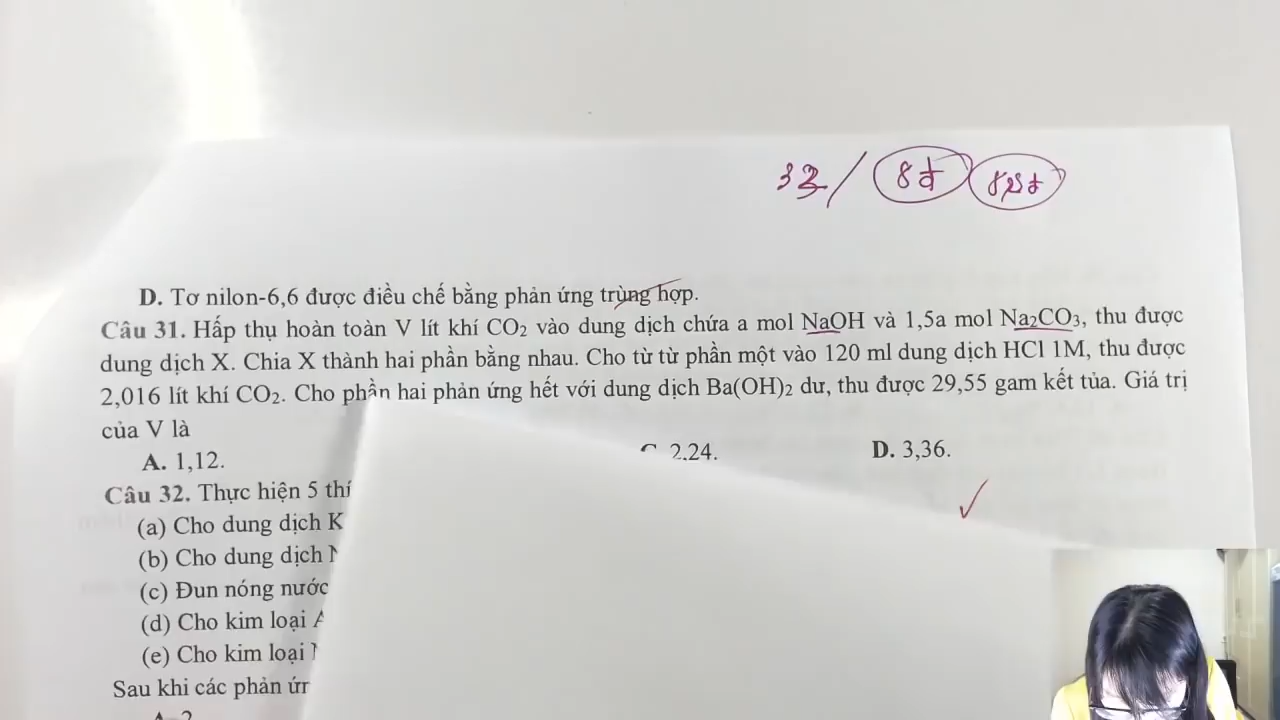 32/ 8đ
D. Tơ nilon-6,6 được điều chế bằng phản ứng trùng hợp.
Câu 31. Hấp thụ hoàn toàn V lít khí CO₂ vào dung dịch chứa a mol NaOH và 1,5a mol Na₂CO₃, thu được
dung dịch X. Chia X thành hai phần bằng nhau. Cho từ từ phần một vào 120 ml dung dịch HCl 1M, thu được
2,016 lít khí CO₂. Cho phần hai phản ứng hết với dung dịch Ba(OH)₂ dư, thu được 29,55 gam kết tủa. Giá trị
của V là
A. 1,12. 2,24. D. 3,36.
Câu 32. Thực hiện 5 thí
(a) Cho dung dịch K
(b) Cho dung dịch
(c) Đun nóng nước
(d) Cho kim loại
(e) Cho kim loại
Sau khi các phản ứn